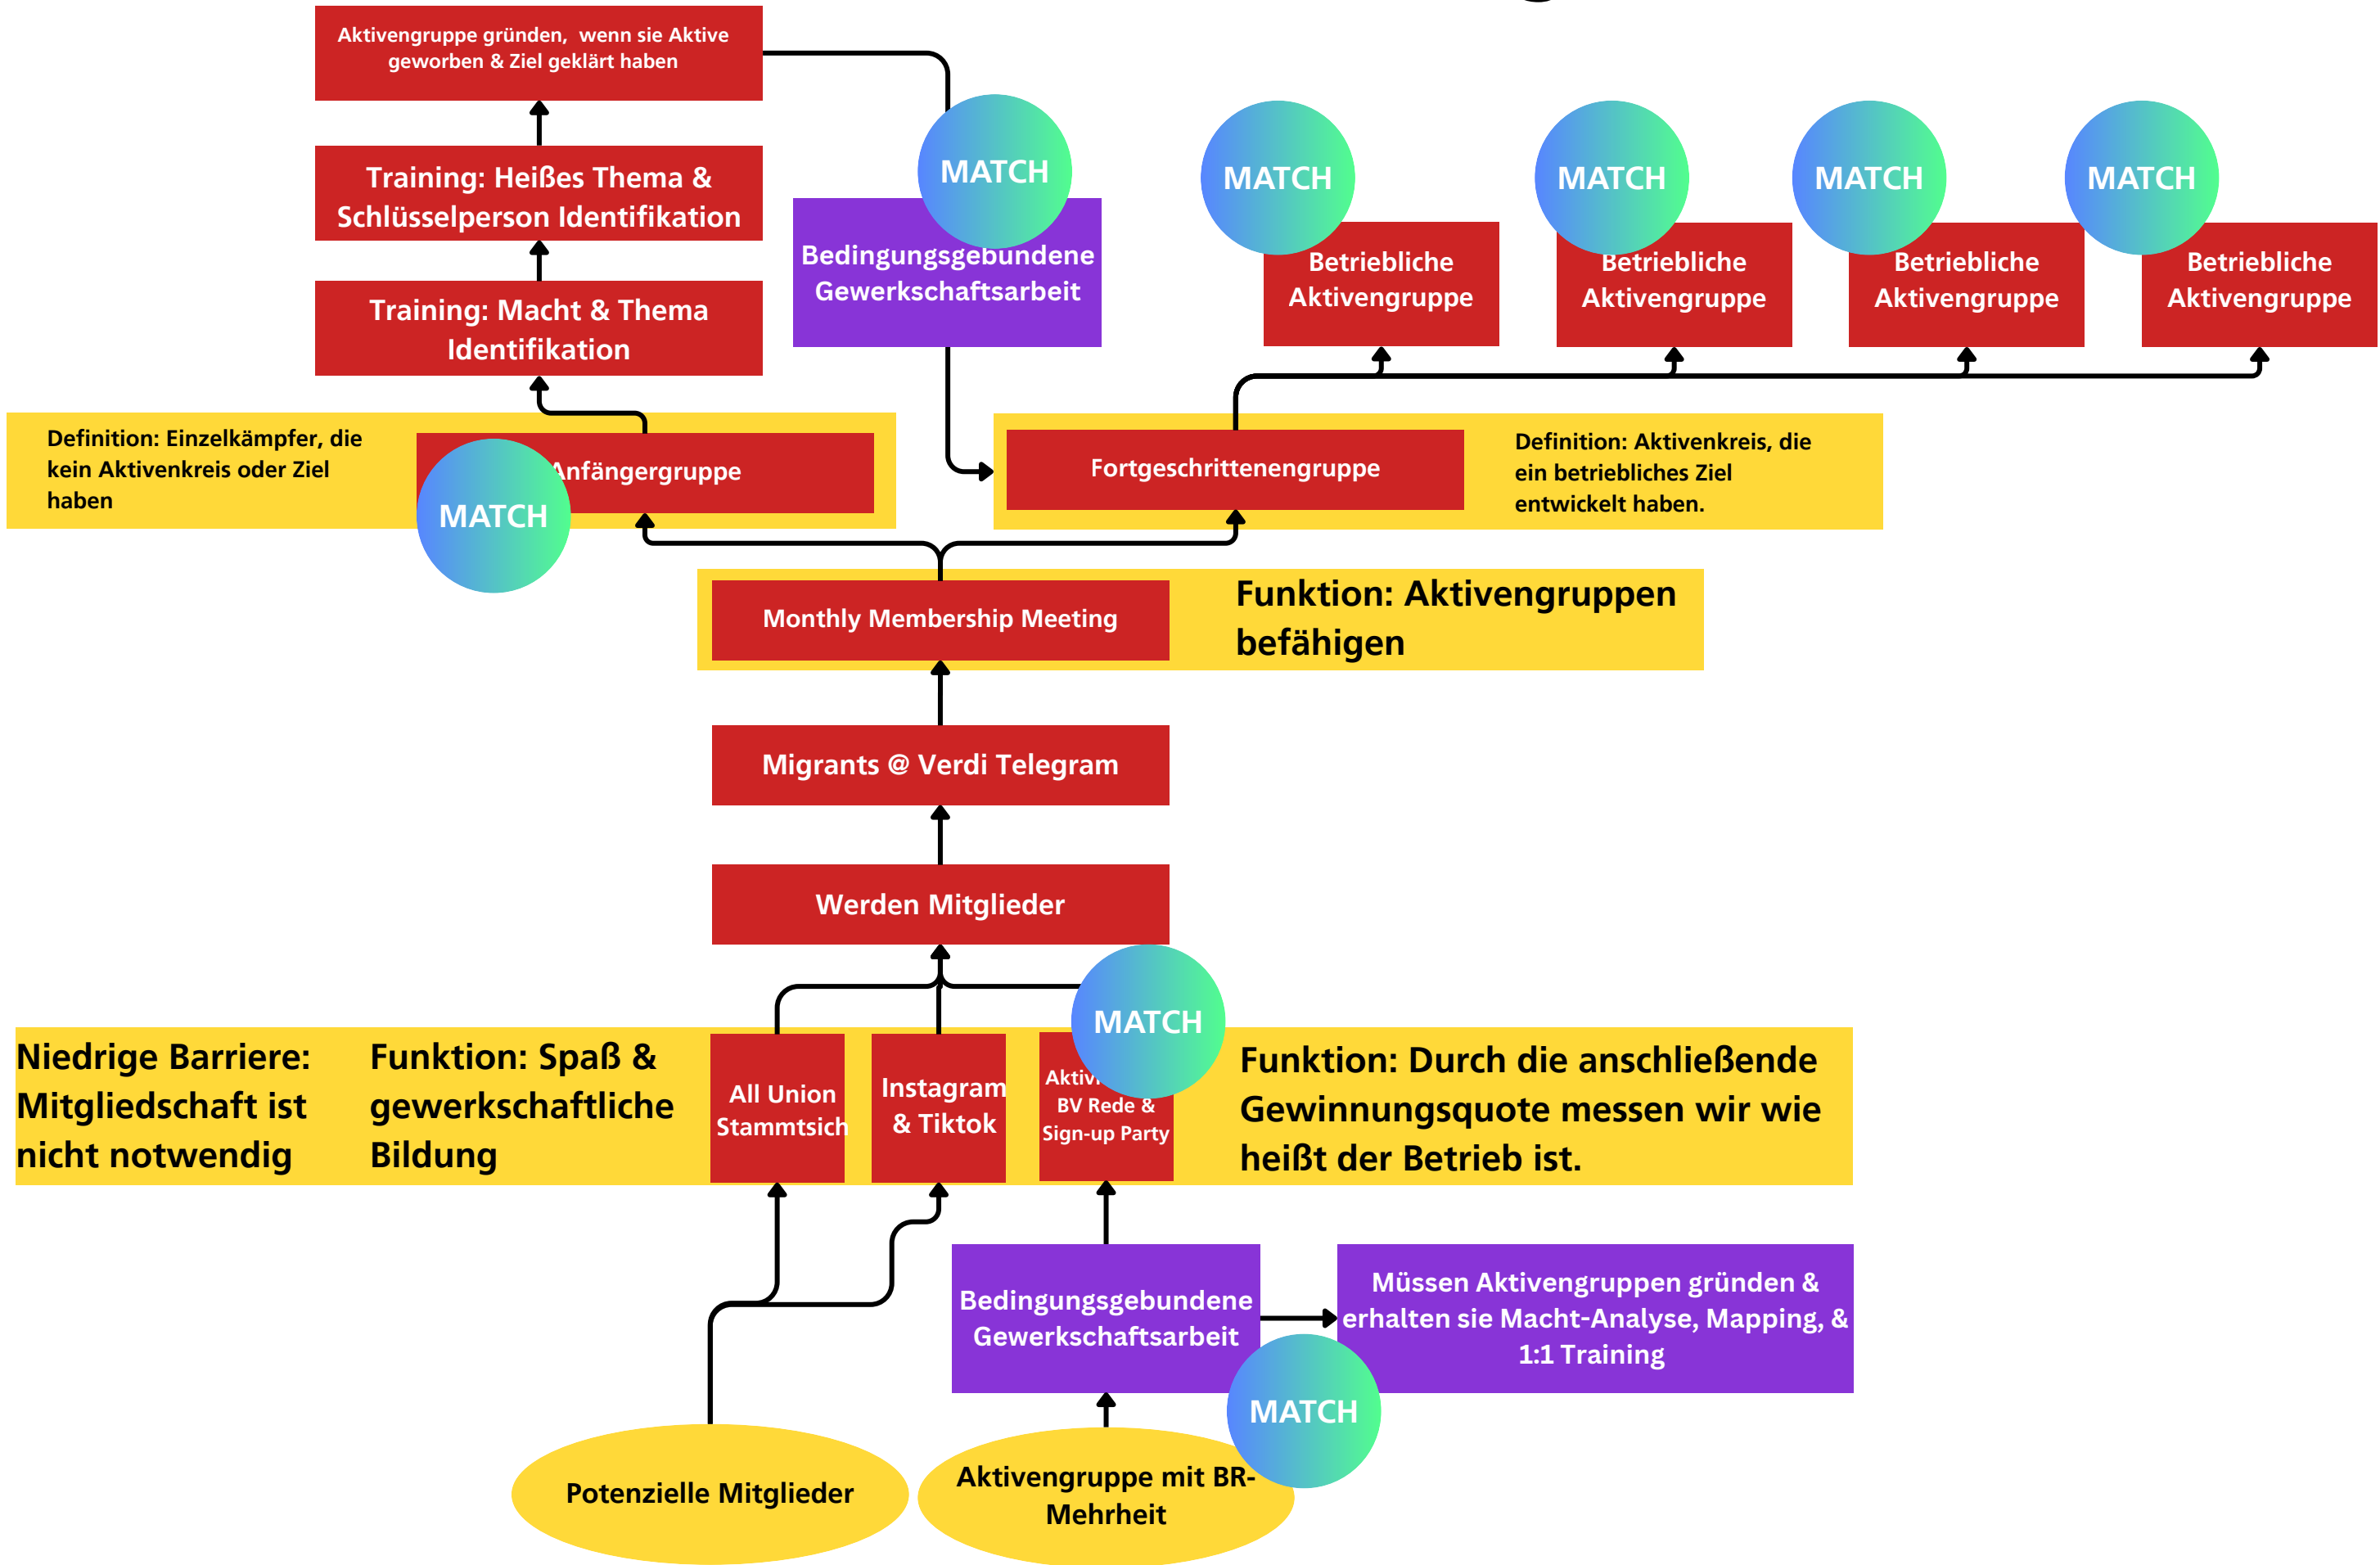 Aktivengruppe gründen, wenn sie Aktive
geworben & Ziel geklärt haben
Training: Heißes Thema &
Schlüsselperson Identifikation
Training: Macht & Thema
Identifikation
MATCH
Bedingungsgebundene
Gewerkschaftsarbeit
MATCH
Betriebliche
Aktivengruppe
MATCH
Betriebliche
Aktivengruppe
MATCH
Betriebliche
Aktivengruppe
MATCH
Betriebliche
Aktivengruppe
Definition: Einzelkämpfer, die
kein Aktivenkreis oder Ziel
haben
Anfängergruppe
MATCH
Fortgeschrittenengruppe
Definition: Aktivenkreis, die
ein betriebliches Ziel
entwickelt haben.
Monthly Membership Meeting
Funktion: Aktivengruppen
befähigen
Migrants @ Verdi Telegram
Werden Mitglieder
MATCH
Niedrige Barriere:
Mitgliedschaft ist
nicht notwendig
Funktion: Spaß &
gewerkschaftliche
Bildung
All Union
Stammtsich
Instagram
& Tiktok
BV Rede &
Sign-up Party
Funktion: Durch die anschließende
Gewinnungsquote messen wir wie
heißt der Betrieb ist.
Bedingungsgebundene
Gewerkschaftsarbeit
Müssen Aktivengruppen gründen &
erhalten sie Macht-Analyse, Mapping, &
1:1 Training
MATCH
Potenzielle Mitglieder
Aktivengruppe mit BR-
Mehrheit